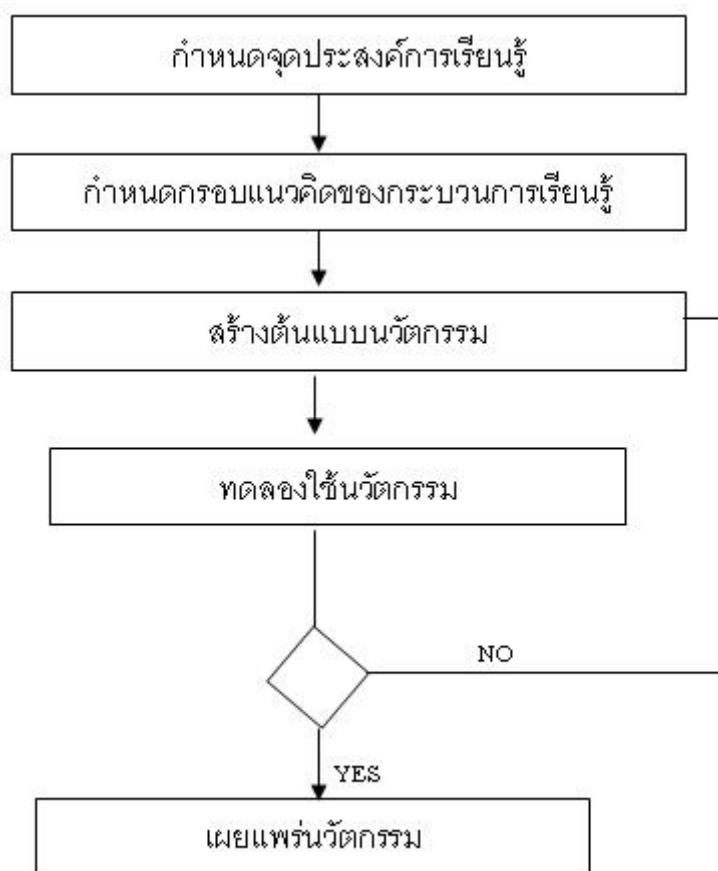 กำหนดจุดประสงค์การเรียนรู้
กำหนดกรอบแนวคิดของกระบวนการเรียนรู้
สร้างต้นแบบนวัตกรรม
ทดลองใช้นวัตกรรม
NO
YES
เผยแพร่นวัตกรรม